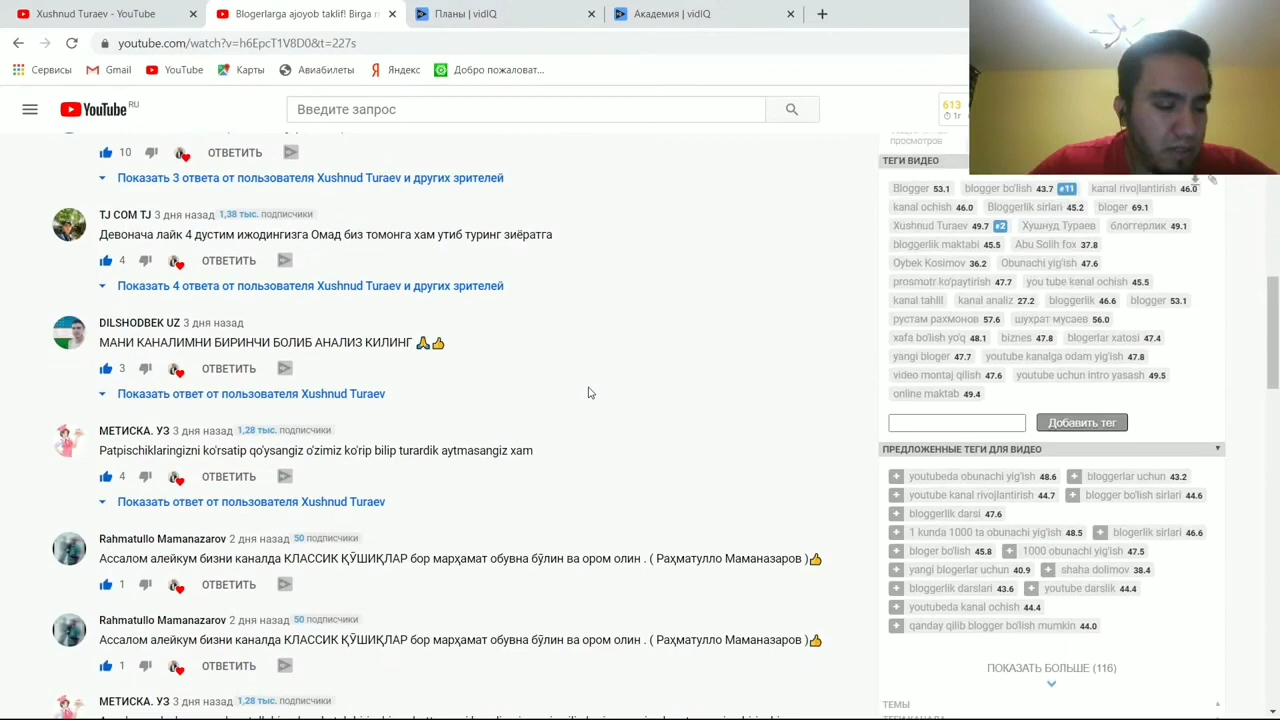 Xushnud Turaev - YouTube
Blogerlarga ajoyob taklif! Birga r
Планы | vidIQ
Академия | vidIQ
youtube.com/watch?v=h6EpcT1V8D0&t=227s
Сервисы
Gmail
YouTube
Карты
Авиабилеты
Яндекс
Добро пожаловат...
YouTube RU
Введите запрос
613
1г
10 ОТВЕТИТЬ
Показать 3 ответа от пользователя Xushnud Turaev и других зрителей
TJ COM TJ 3 дня назад 1,38 тыс. подписчики
Девонача лайк 4 дустим ижодингизга Омад биз томонга хам утиб туринг зиёратга
4 ОТВЕТИТЬ
Показать 4 ответа от пользователя Xushnud Turaev и других зрителей
DILSHODBEK UZ 3 дня назад
МАНИ КАНАЛИМНИ БИРИНЧИ БОЛИБ АНАЛИЗ КИЛИНГ 🙏👍
3 ОТВЕТИТЬ
Показать ответ от пользователя Xushnud Turaev
МЕТИСКА. УЗ 3 дня назад 1,28 тыс. подписчики
Patpischiklaringizni ko'rsatip qo'ysangiz o'zimiz ko'rip bilip turardik aytmasangiz xam
4 ОТВЕТИТЬ
Показать ответ от пользователя Xushnud Turaev
Rahmatullo Mamanazarov 2 дня назад 50 подписчики
Ассалом алейкум бизни каналда КЛАССИК ҚЎШИҚЛАР бор марҳамат обувна бўлин ва ором олин . ( Раҳматулло Маманазаров )👍
1 ОТВЕТИТЬ
Rahmatullo Mamanazarov 2 дня назад 50 подписчики
Ассалом алейкум бизни каналда КЛАССИК ҚЎШИҚЛАР бор марҳамат обувна бўлин ва ором олин . ( Раҳматулло Маманазаров )👍
1 ОТВЕТИТЬ
МЕТИСКА. УЗ 3 дня назад 1,28 тыс. подписчики
просмотров
ТЕГИ ВИДЕО
Blogger 53.1 blogger bo'lish 43.7 #11 kanal rivojlantirish 46.0
kanal ochish 46.0 Bloggerlik sirlari 45.2 bloger 69.1
Xushnud Turaev 49.7 #2 Хушнуд Тураев блоггерлик 49.1
bloggerlik maktabi 45.5 Abu Solih fox 37.8
Oybek Kosimov 36.2 Obunachi yig'ish 47.6
prosmotr ko'paytirish 47.7 you tube kanal ochish 45.5
kanal tahlil kanal analiz 27.2 bloggerlik 46.6 blogger 53.1
рустам рахмонов 57.6 шухрат мусаев 56.0
xafa bo'lish yo'q 48.1 biznes 47.8 blogerlar xatosi 47.4
yangi bloger 47.7 youtube kanalga odam yig'ish 47.8
video montaj qilish 47.6 youtube uchun intro yasash 49.5
online maktab 49.4
Добавить тег
ПРЕДЛОЖЕННЫЕ ТЕГИ ДЛЯ ВИДЕО
youtubeda obunachi yig'ish 48.6 bloggerlar uchun 43.2
youtube kanal rivojlantirish 44.7 blogger bo'lish sirlari 44.6
bloggerlik darsi 47.6
1 kunda 1000 ta obunachi yig'ish 48.5 blogerlik sirlari 46.6
bloger bo'lish 45.8 1000 obunachi yig'ish 47.5
yangi blogerlar uchun 40.9 shaha dolimov 38.4
bloggerlik darslari 43.6 youtube darslik 44.4
youtubeda kanal ochish 44.4
qanday qilib blogger bo'lish mumkin 44.0
ПОКАЗАТЬ БОЛЬШЕ (116)
ТЕМЫ